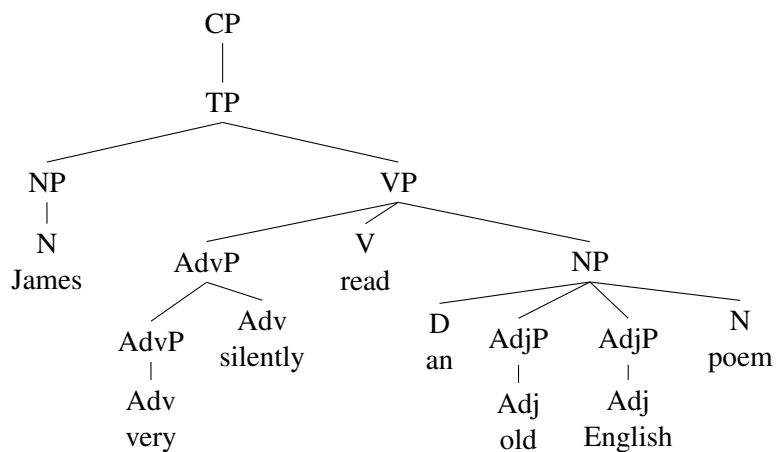 CP
TP
NP VP
N AdvP V NP
James read
AdvP Adv D AdjP AdjP N
silently an poem
Adv Adj Adj
very old English